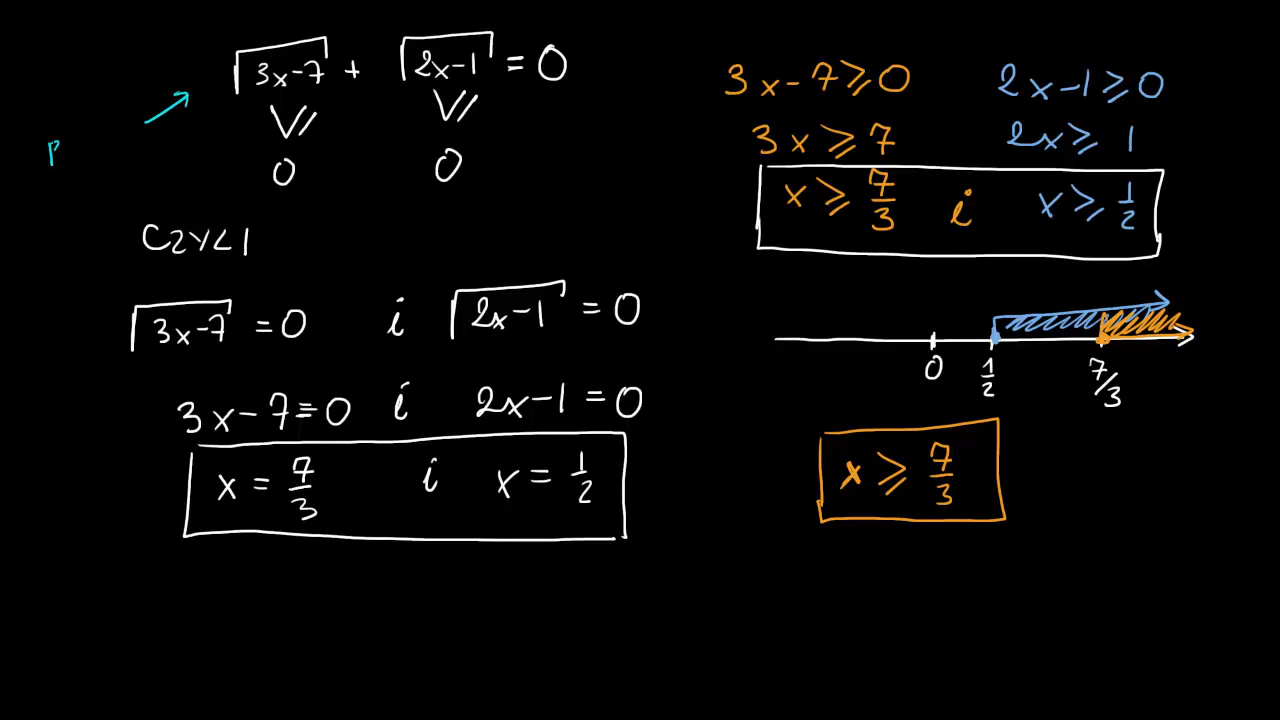 √(3x-7) + √(2x-1) = 0
⩾ ⩾
0 0
CZYLI
√(3x-7) = 0 i √(2x-1) = 0
3x-7=0 i 2x-1=0
x = 7/3 i x = 1/2
3x-7⩾0 2x-1⩾0
3x⩾7 2x⩾1
x⩾7/3 i x⩾1/2
0 1/2 7/3
x⩾7/3